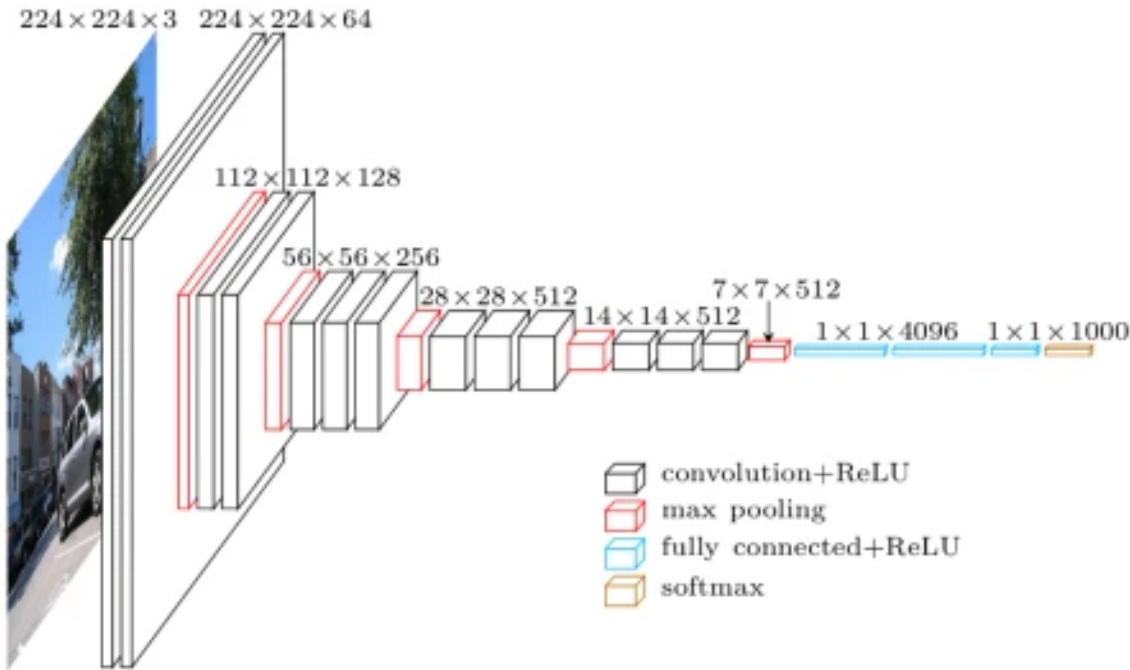 224 × 224 × 3
224 × 224 × 64
112 × 112 × 128
56 × 56 × 256
28 × 28 × 512
14 × 14 × 512
7 × 7 × 512
1 × 1 × 4096
1 × 1 × 1000
convolution+ReLU
max pooling
fully connected+ReLU
softmax